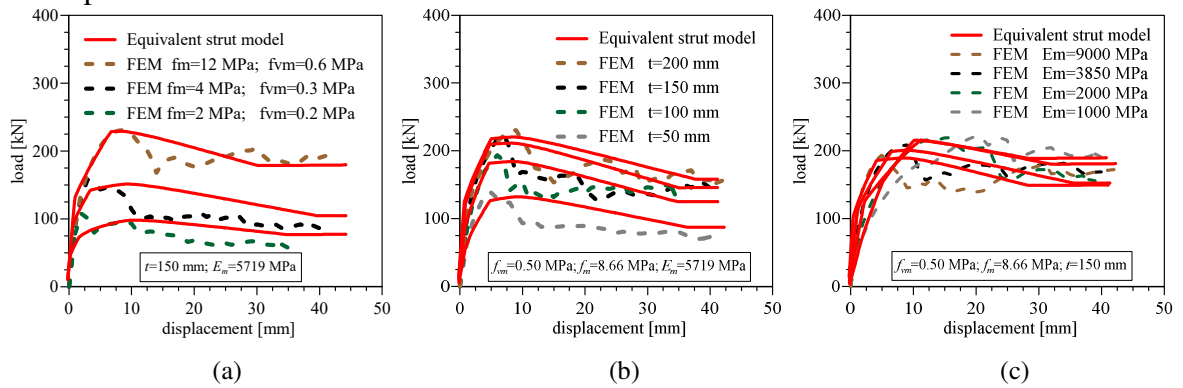 400
300
200
100
0
load [kN]
Equivalent strut model
FEM fm=12 MPa; fvm=0.6 MPa
FEM fm=4 MPa; fvm=0.3 MPa
FEM fm=2 MPa; fvm=0.2 MPa
t=150 mm; Em=5719 MPa
0 10 20 30 40 50
displacement [mm]
(a)
400
300
200
100
0
load [kN]
Equivalent strut model
FEM t=200 mm
FEM t=150 mm
FEM t=100 mm
FEM t=50 mm
fvm=0.50 MPa; fm=8.66 MPa; Em=5719 MPa
0 10 20 30 40 50
displacement [mm]
(b)
400
300
200
100
0
load [kN]
Equivalent strut model
FEM Em=9000 MPa
FEM Em=3850 MPa
FEM Em=2000 MPa
FEM Em=1000 MPa
fvm=0.50 MPa; fm=8.66 MPa; t=150 mm
0 10 20 30 40 50
displacement [mm]
(c)